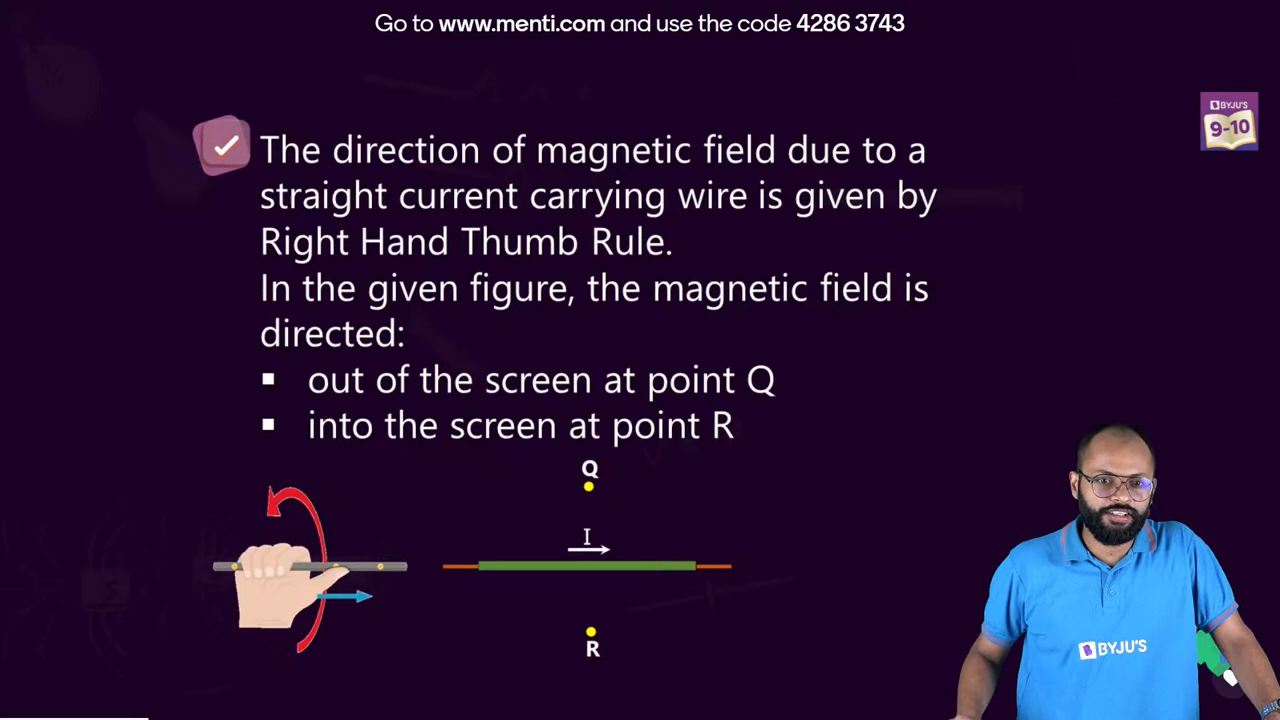 Go to www.menti.com and use the code 4286 3743
BYJU'S
9-10
The direction of magnetic field due to a
straight current carrying wire is given by
Right Hand Thumb Rule.
In the given figure, the magnetic field is
directed:
▪ out of the screen at point Q
▪ into the screen at point R
Q
I
R
BYJU'S